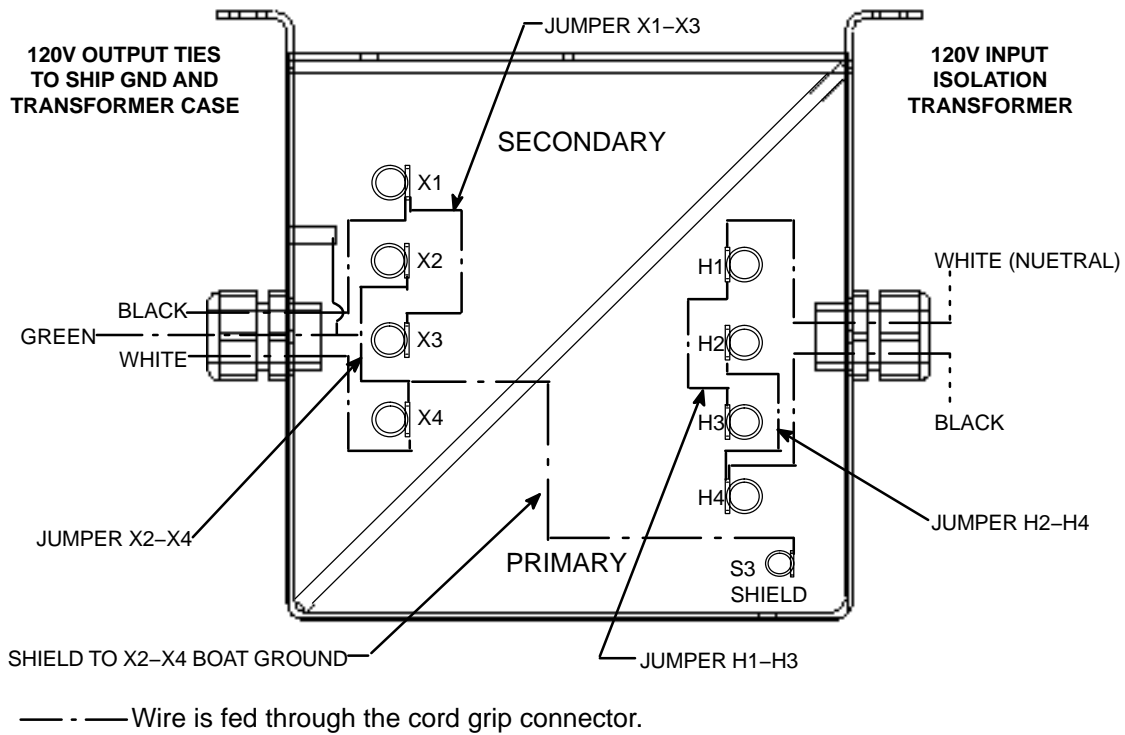 JUMPER X1–X3
120V OUTPUT TIES
TO SHIP GND AND
TRANSFORMER CASE
120V INPUT
ISOLATION
TRANSFORMER
SECONDARY
X1
X2
H1
WHITE (NUETRAL)
BLACK
GREEN
WHITE
X3
H2
X4
H3
BLACK
H4
JUMPER X2–X4
JUMPER H2–H4
PRIMARY
S3
SHIELD
SHIELD TO X2–X4 BOAT GROUND
JUMPER H1–H3
Wire is fed through the cord grip connector.